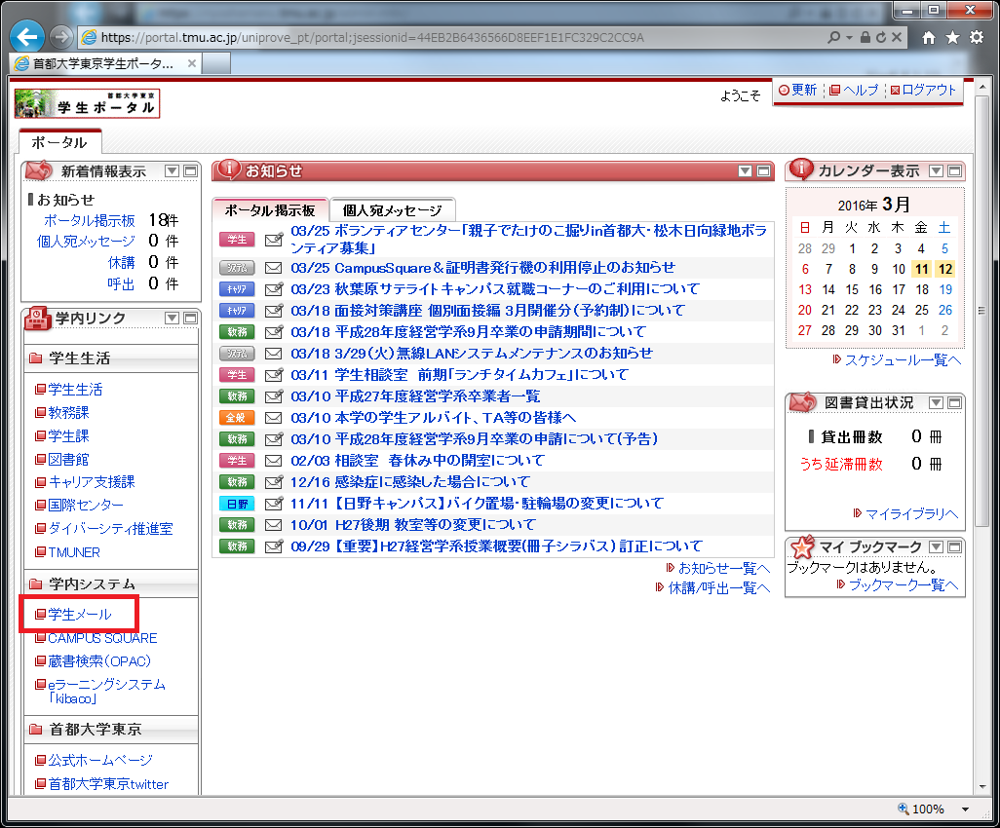 https://portal.tmu.ac.jp/uniprove_pt/portal;jsessionid=44EB2B6436566D8EEF1E1FC329C2CC9A
首都大学東京学生ポータ...
首都大学東京
学生ポータル
ようこそ
更新
ヘルプ
ログアウト
ポータル
新着情報表示
お知らせ
ポータル掲示板 18件
個人宛メッセージ 0 件
休講 0 件
呼出 0 件
学内リンク
学生生活
学生生活
教務課
学生課
図書館
キャリア支援課
国際センター
ダイバーシティ推進室
TMUNER
学内システム
学生メール
CAMPUS SQUARE
蔵書検索(OPAC)
eラーニングシステム
「kibaco」
首都大学東京
公式ホームページ
首都大学東京twitter
お知らせ
ポータル掲示板
個人宛メッセージ
学生 03/25 ボランティアセンター「親子でたけのこ掘りin首都大・松木日向緑地ボラ
ンティア募集」
システム 03/25 CampusSquare＆証明書発行機の利用停止のお知らせ
キャリア 03/23 秋葉原サテライトキャンパス就職コーナーのご利用について
キャリア 03/18 面接対策講座 個別面接編 3月開催分（予約制）について
教務 03/18 平成28年度経営学系9月卒業の申請期間について
システム 03/18 3/29（火）無線LANシステムメンテナンスのお知らせ
学生 03/11 学生相談室　前期「ランチタイムカフェ」について
教務 03/10 平成27年度経営学系卒業者一覧
全般 03/10 本学の学生アルバイト、TA等の皆様へ
教務 03/10 平成28年度経営学系9月卒業の申請について(予告)
学生 02/03 相談室　春休み中の開室について
教務 12/16 感染症に感染した場合について
日野 11/11 【日野キャンパス】バイク置場・駐輪場の変更について
教務 10/01 H27後期 教室等の変更について
教務 09/29 【重要】H27経営学系授業概要(冊子シラバス) 訂正について
お知らせ一覧へ
休講/呼出一覧へ
カレンダー表示
2016年 3月
日 月 火 水 木 金 土
28 29 1 2 3 4 5
6 7 8 9 10 11 12
13 14 15 16 17 18 19
20 21 22 23 24 25 26
27 28 29 30 31 1 2
スケジュール一覧へ
図書貸出状況
貸出冊数 0 冊
うち延滞冊数 0 冊
マイライブラリへ
マイ ブックマーク
ブックマークはありません。
ブックマーク一覧へ
100%